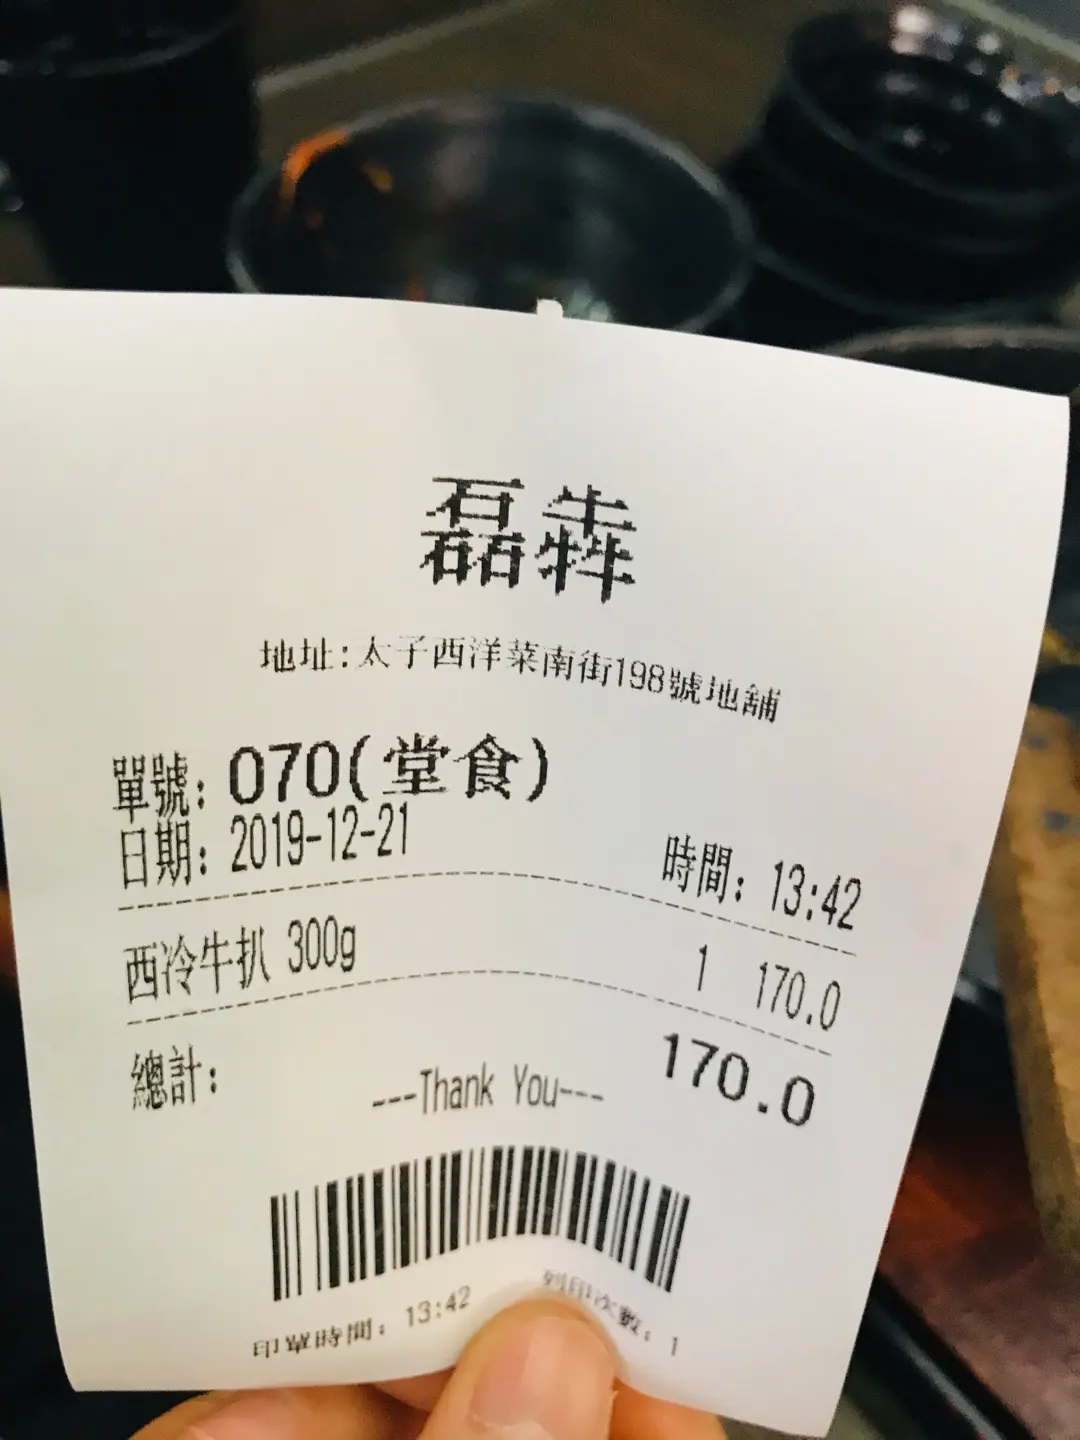 磊犇
地址:太子西洋菜南街198號地舖
單號: 070(堂食)
日期: 2019-12-21 時間: 13:42
西冷牛扒 300g 1 170.0
總計: 170.0
---Thank You---
印單時間: 13:42 列印次數: 1